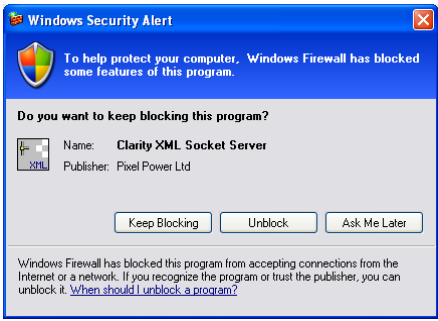 Windows Security Alert
To help protect your computer, Windows Firewall has blocked
some features of this program.
Do you want to keep blocking this program?
Name: Clarity XML Socket Server
XML
Publisher: Pixel Power Ltd
Keep Blocking Unblock Ask Me Later
Windows Firewall has blocked this program from accepting connections from the
Internet or a network. If you recognize the program or trust the publisher, you can
unblock it. When should I unblock a program?